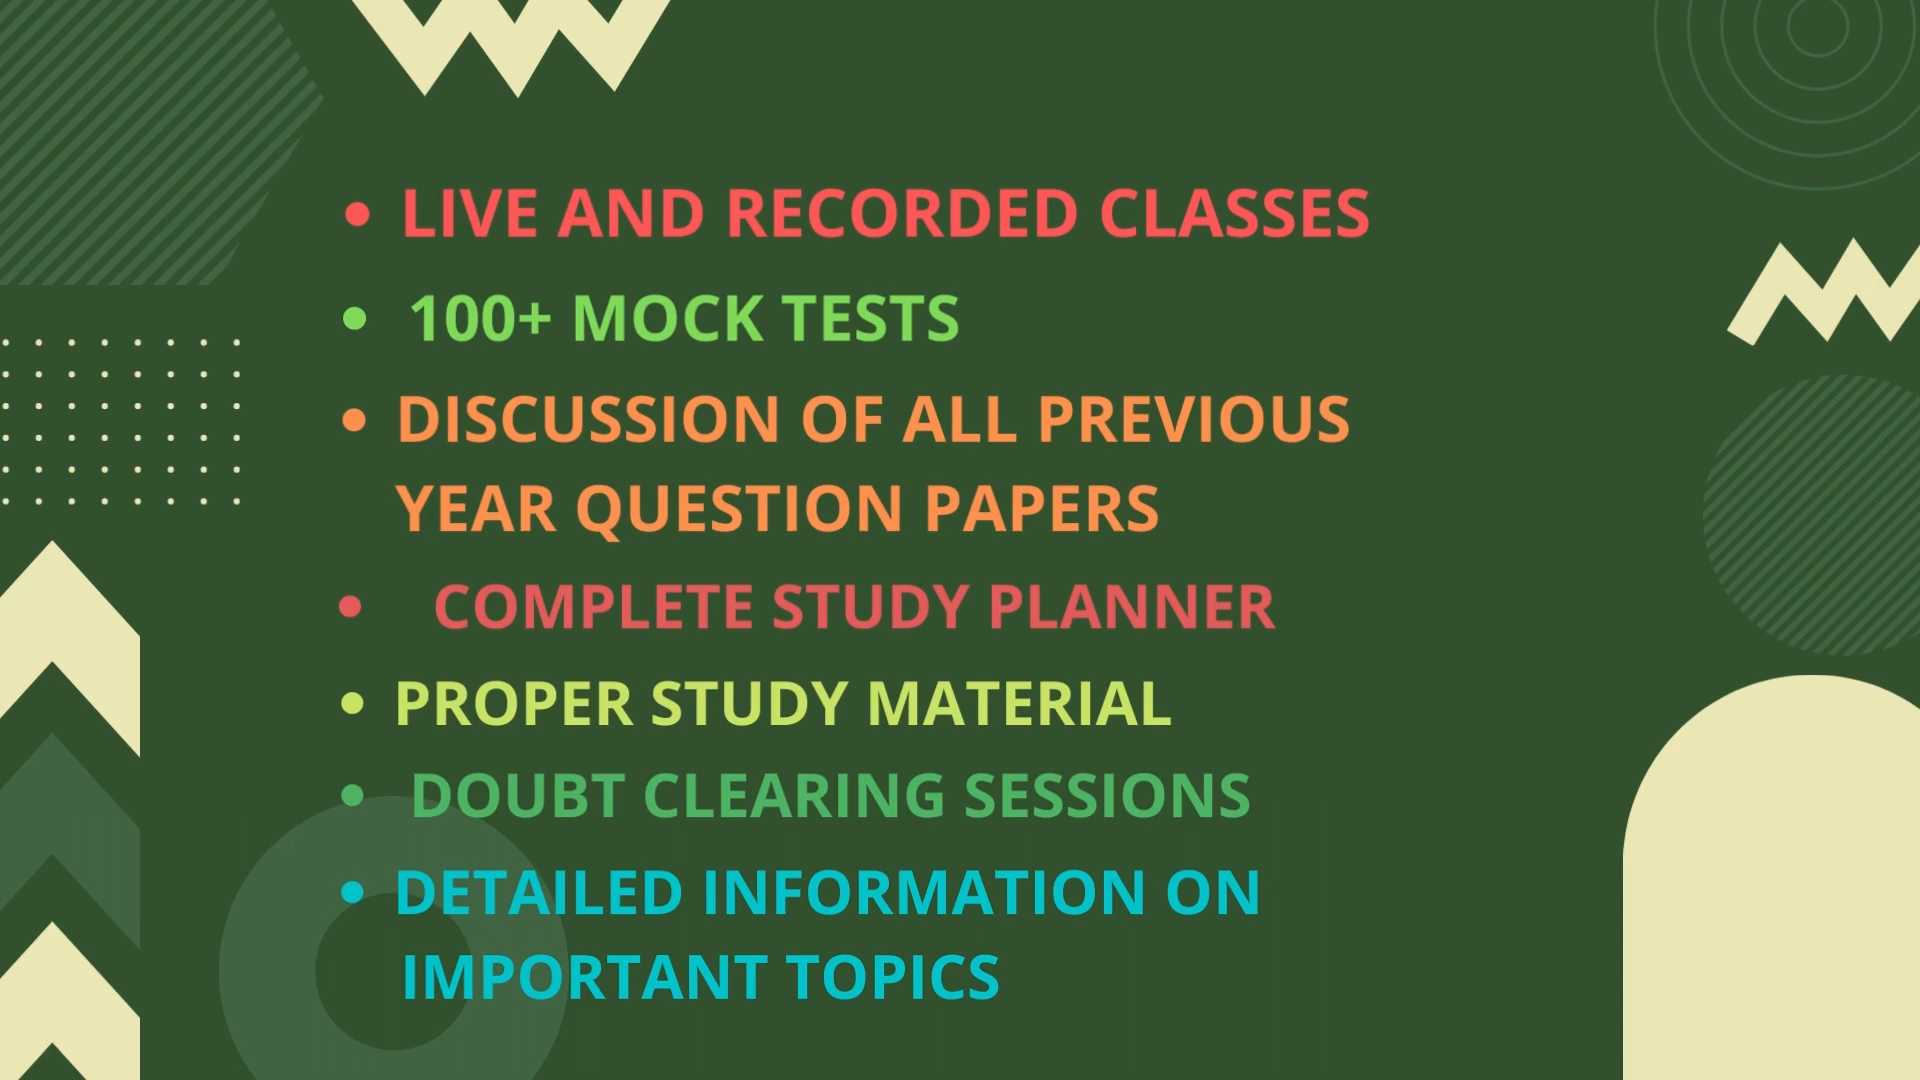 • LIVE AND RECORDED CLASSES
• 100+ MOCK TESTS
• DISCUSSION OF ALL PREVIOUS
YEAR QUESTION PAPERS
• COMPLETE STUDY PLANNER
• PROPER STUDY MATERIAL
• DOUBT CLEARING SESSIONS
• DETAILED INFORMATION ON
IMPORTANT TOPICS